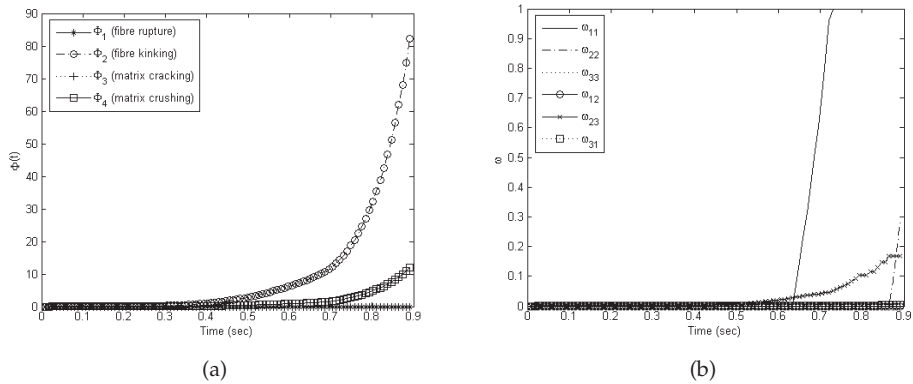 90
80
70
60
50
40
30
20
10
0
Φ(t)
Φ1 (fibre rupture)
Φ2 (fibre kinking)
Φ3 (matrix cracking)
Φ4 (matrix crushing)
0 0.1 0.2 0.3 0.4 0.5 0.6 0.7 0.8 0.9
Time (sec)
(a)
1
0.9
0.8
0.7
0.6
0.5
0.4
0.3
0.2
0.1
0
ω
ω11
ω22
ω33
ω12
ω23
ω31
0 0.1 0.2 0.3 0.4 0.5 0.6 0.7 0.8 0.9
Time (sec)
(b)